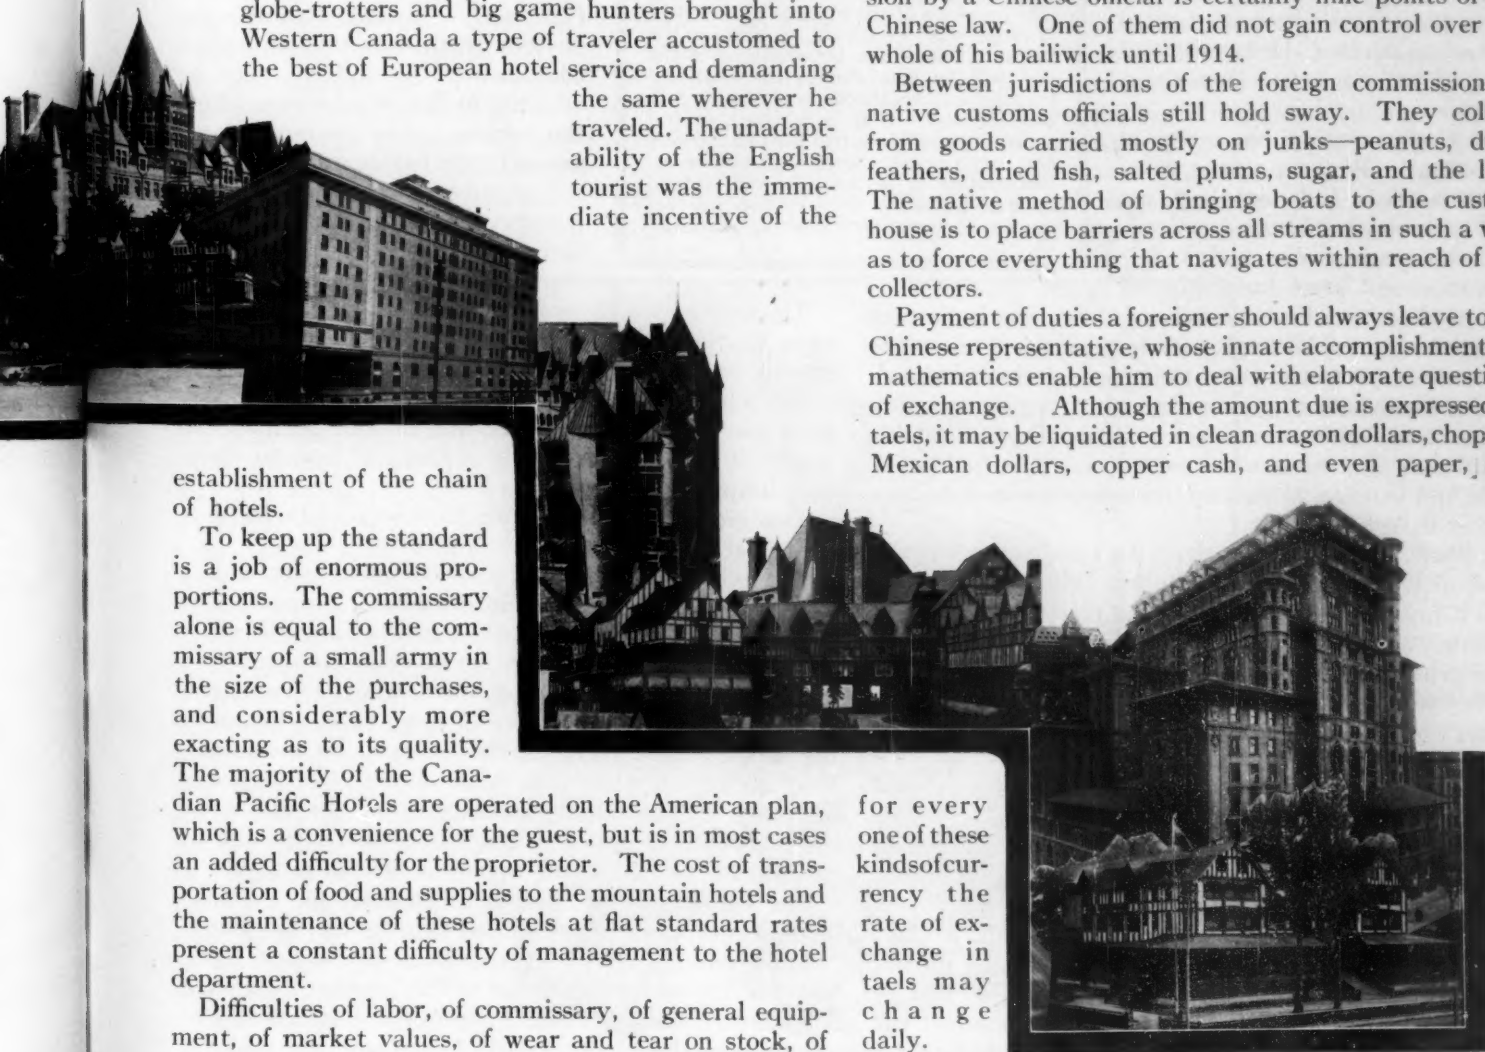 globe-trotters and big game hunters brought into
Western Canada a type of traveler accustomed to
the best of European hotel service and demanding
the same wherever he
traveled. The unadapt-
ability of the English
tourist was the imme-
diate incentive of the
establishment of the chain
of hotels.
To keep up the standard
is a job of enormous pro-
portions. The commissary
alone is equal to the com-
missary of a small army in
the size of the purchases,
and considerably more
exacting as to its quality.
The majority of the Cana-
dian Pacific Hotels are operated on the American plan,
which is a convenience for the guest, but is in most cases
an added difficulty for the proprietor. The cost of trans-
portation of food and supplies to the mountain hotels and
the maintenance of these hotels at flat standard rates
present a constant difficulty of management to the hotel
department.
Difficulties of labor, of commissary, of general equip-
ment, of market values, of wear and tear on stock, of
sion by a Chinese official is certainly nine points of
Chinese law. One of them did not gain control over
whole of his bailiwick until 1914.
Between jurisdictions of the foreign commission
native customs officials still hold sway. They col
from goods carried mostly on junks—peanuts, d
feathers, dried fish, salted plums, sugar, and the l
The native method of bringing boats to the cust
house is to place barriers across all streams in such a
as to force everything that navigates within reach of
collectors.
Payment of duties a foreigner should always leave to
Chinese representative, whose innate accomplishment
mathematics enable him to deal with elaborate questi
of exchange. Although the amount due is expressed
taels, it may be liquidated in clean dragon dollars, chop
Mexican dollars, copper cash, and even paper,
for every
one of these
kinds of cur-
rency the
rate of ex-
change in
taels may
change
daily.